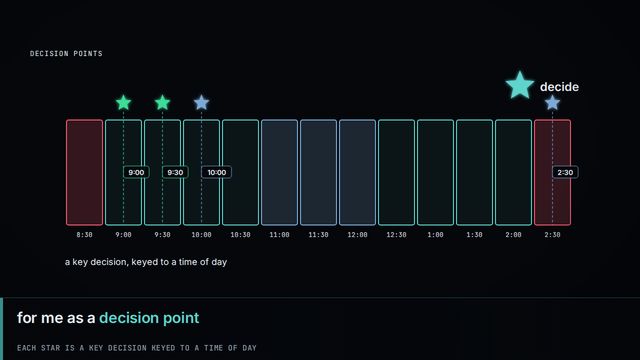 DECISION POINTS
decide
9:00 9:30 10:00 2:30
8:30 9:00 9:30 10:00 10:30 11:00 11:30 12:00 12:30 1:00 1:30 2:00 2:30
a key decision, keyed to a time of day
for me as a decision point
EACH STAR IS A KEY DECISION KEYED TO A TIME OF DAY